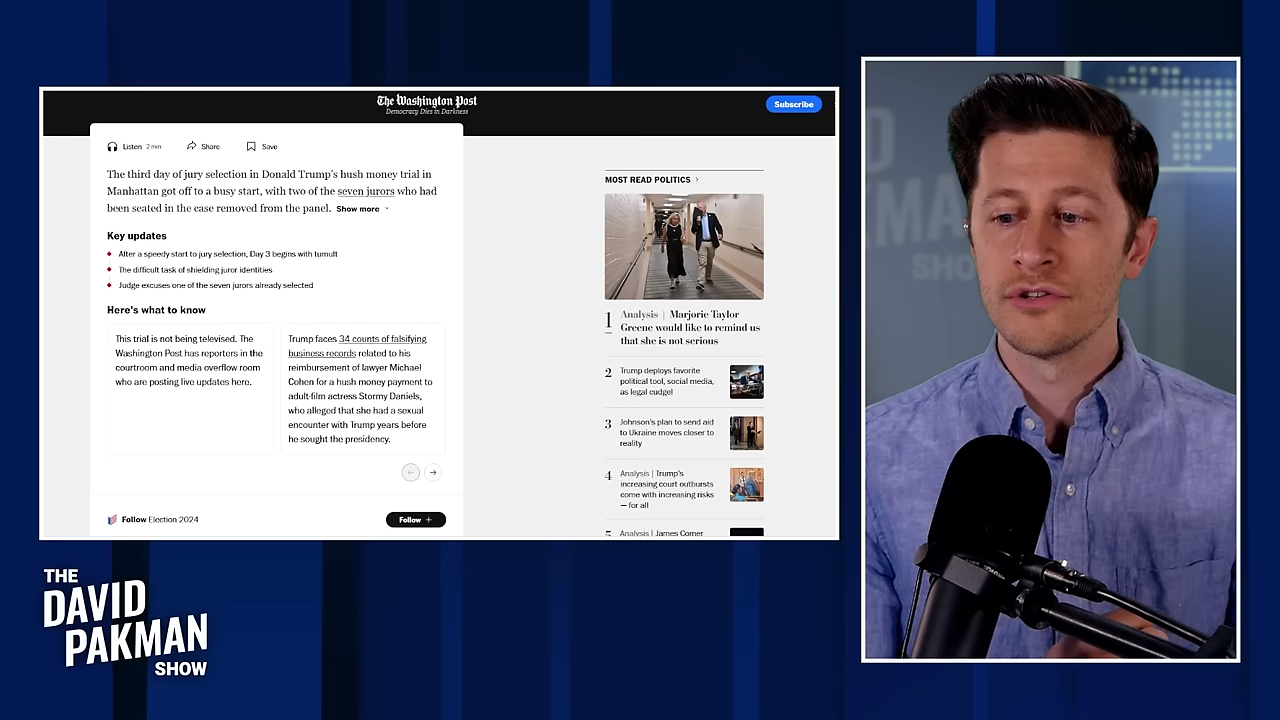 The Washington Post
Democracy Dies in Darkness
Subscribe
Listen 2 min
Share
Save
The third day of jury selection in Donald Trump's hush money trial in
Manhattan got off to a busy start, with two of the seven jurors who had
been seated in the case removed from the panel. Show more
Key updates
After a speedy start to jury selection, Day 3 begins with tumult
The difficult task of shielding juror identities
Judge excuses one of the seven jurors already selected
Here's what to know
This trial is not being televised. The
Washington Post has reporters in the
courtroom and media overflow room
who are posting live updates here.
Trump faces 34 counts of falsifying
business records related to his
reimbursement of lawyer Michael
Cohen for a hush money payment to
adult-film actress Stormy Daniels,
who alleged that she had a sexual
encounter with Trump years before
he sought the presidency.
Follow Election 2024
Follow +
MOST READ POLITICS
1
Analysis | Marjorie Taylor
Greene would like to remind us
that she is not serious
2
Trump deploys favorite
political tool, social media,
as legal cudgel
3
Johnson's plan to send aid
to Ukraine moves closer to
reality
4
Analysis | Trump's
increasing court outbursts
come with increasing risks
— for all
5
Analysis | James Comer
THE
DAVID
PAKMAN
SHOW
D
KMA
SHO